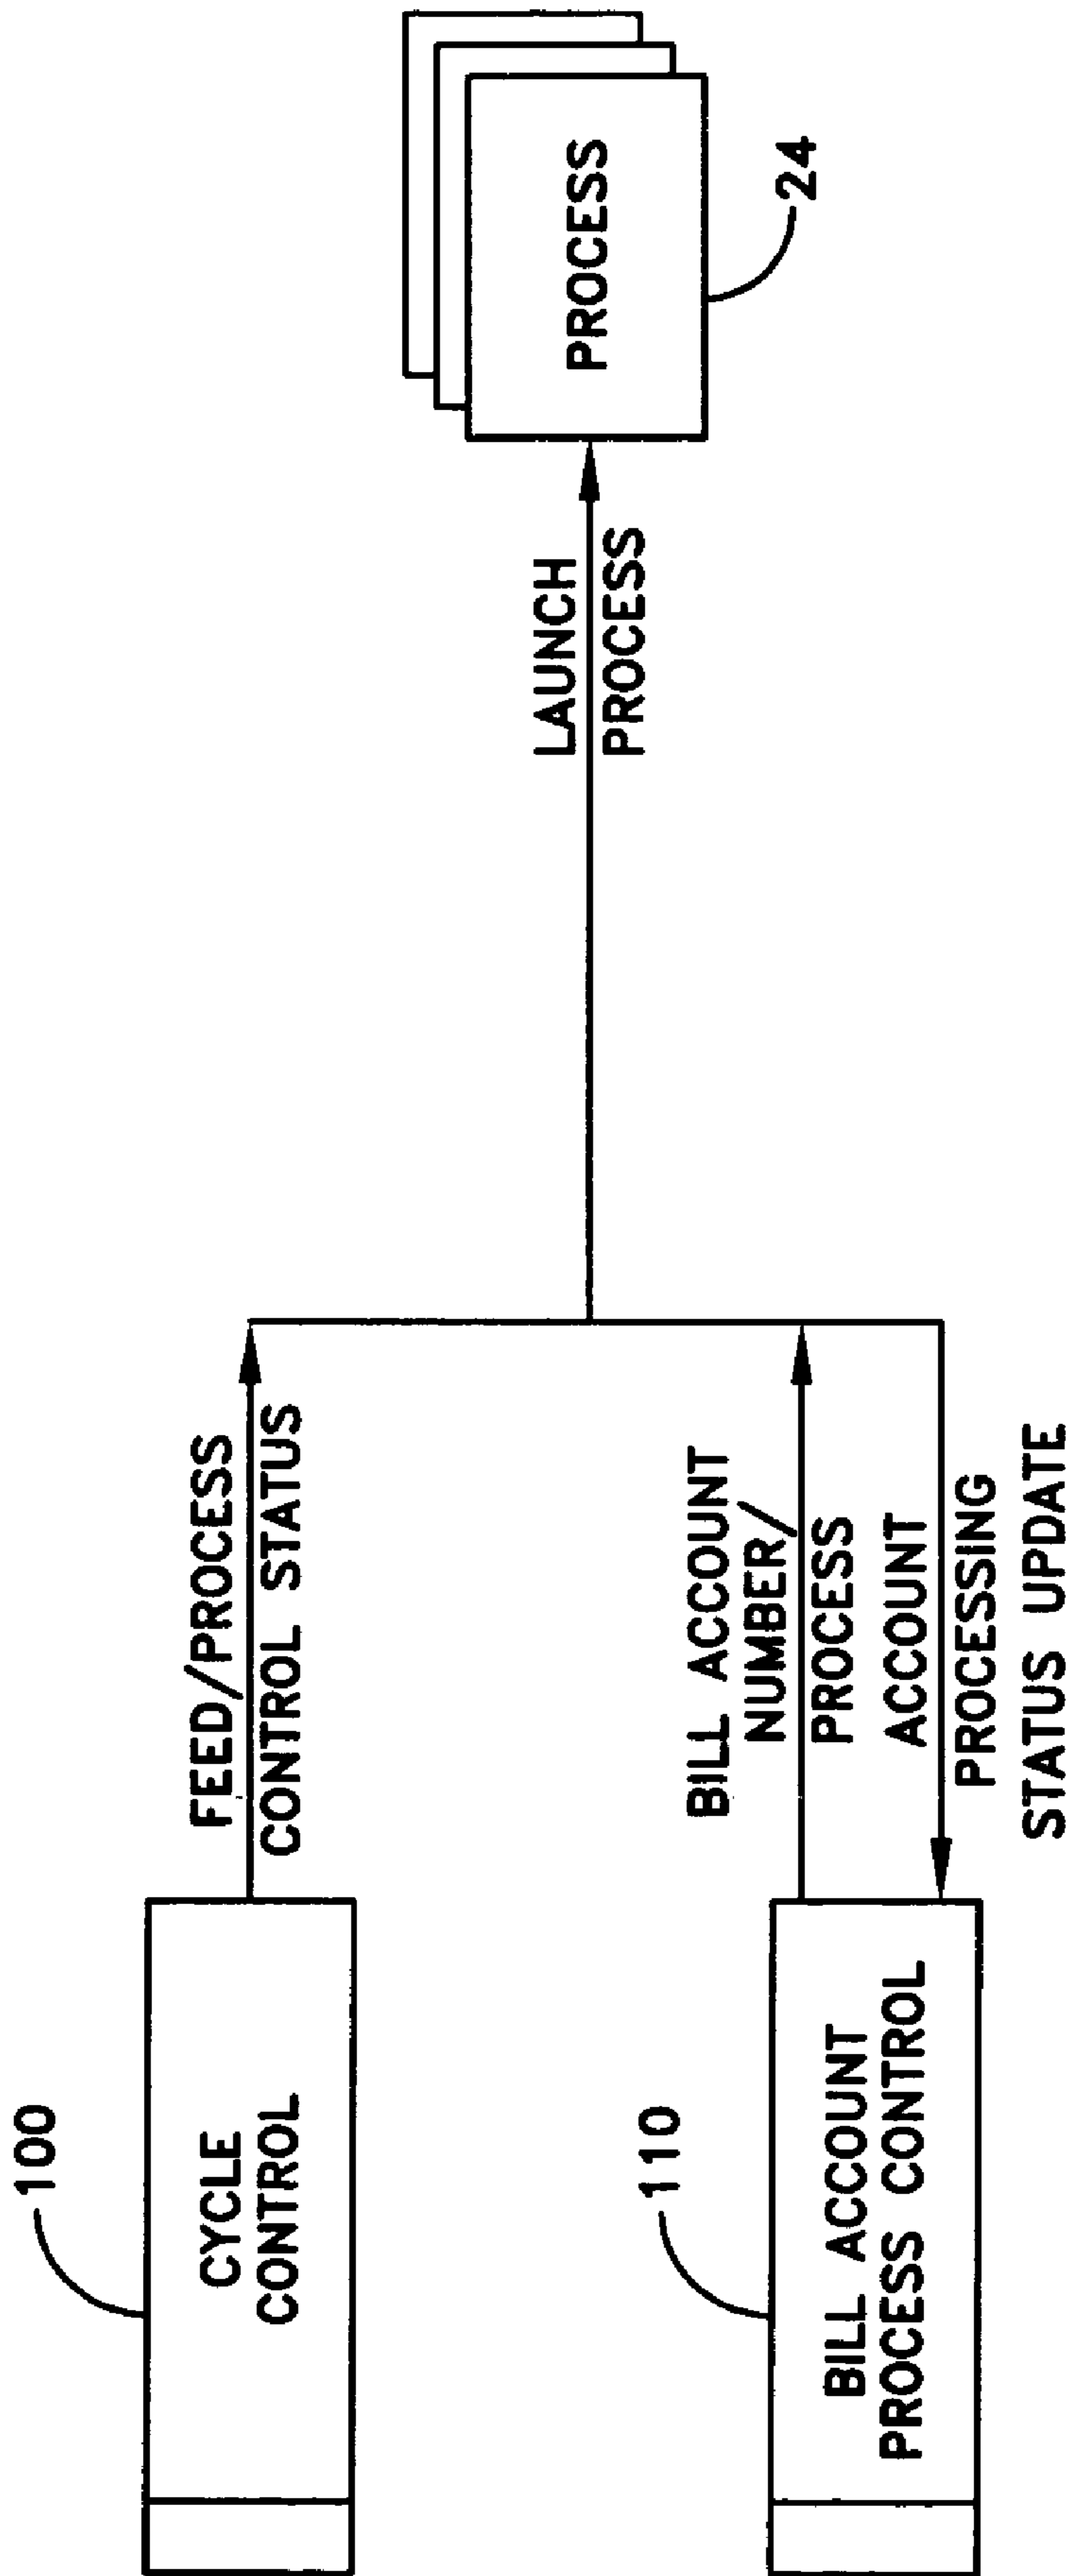 100
CYCLE
CONTROL
FEED/PROCESS
CONTROL STATUS
LAUNCH
PROCESS
PROCESS
24
110
BILL ACCOUNT
PROCESS CONTROL
BILL ACCOUNT
NUMBER/
PROCESS
ACCOUNT
PROCESSING
STATUS UPDATE